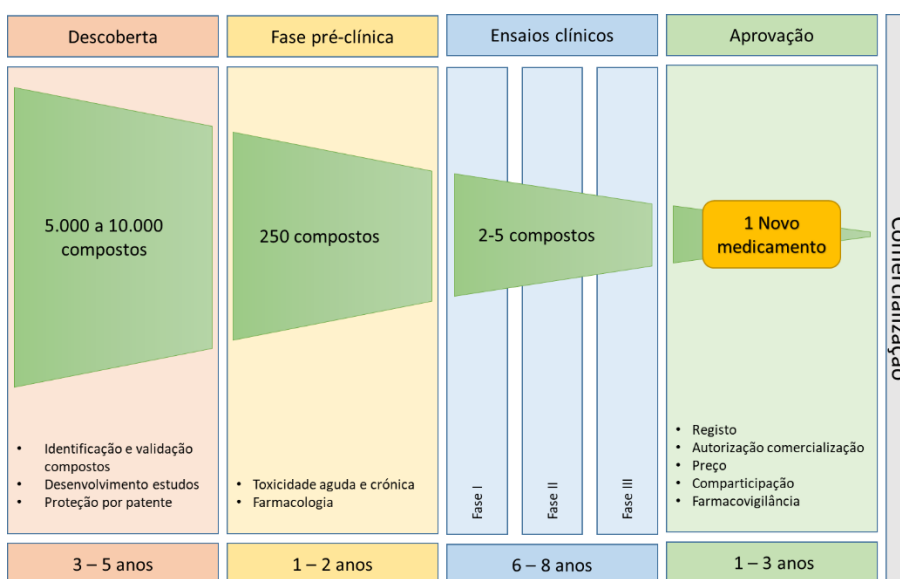 Descoberta
Fase pré-clínica
Ensaios clínicos
Aprovação
5.000 a 10.000
compostos
250 compostos
2-5 compostos
1 Novo
medicamento
Comercialização
• Identificação e validação
compostos
• Desenvolvimento estudos
• Proteção por patente
• Toxicidade aguda e crónica
• Farmacologia
Fase I
Fase II
Fase III
• Registo
• Autorização comercialização
• Preço
• Comparticipação
• Farmacovigilância
3 – 5 anos
1 – 2 anos
6 – 8 anos
1 – 3 anos